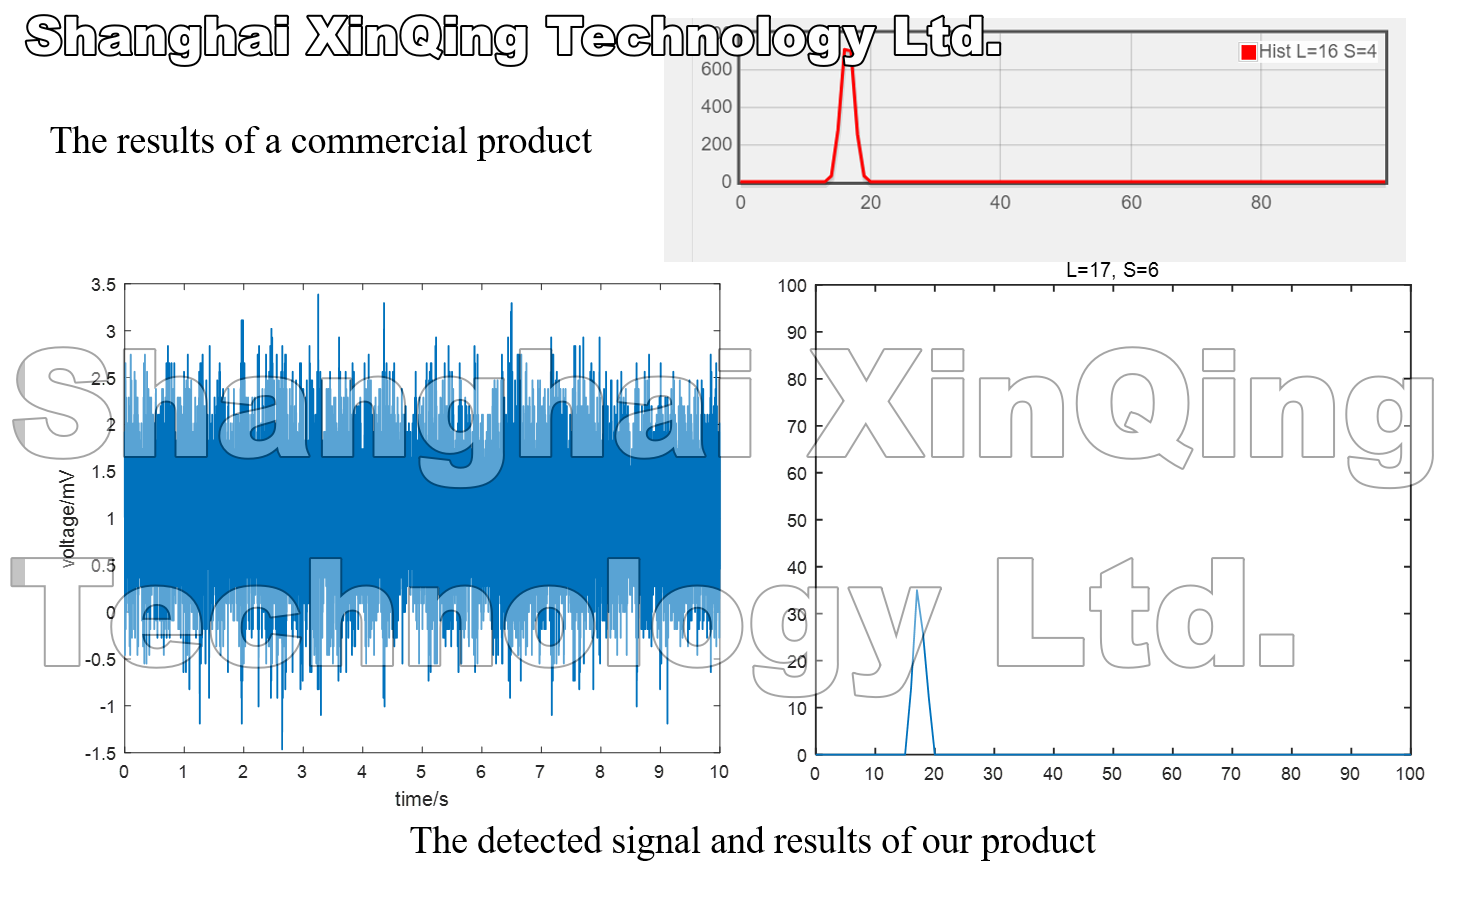 Shanghai XinQing Technology Ltd.
Hist L=16 S=4
600
400
200
0
0 20 40 60 80
The results of a commercial product
L=17, S=6
3.5
3
2.5
2
1.5
1
0.5
0
-0.5
-1
-1.5
voltage/mV
0 1 2 3 4 5 6 7 8 9 10
time/s
100
90
80
70
60
50
40
30
20
10
0
0 10 20 30 40 50 60 70 80 90 100
Shanghai XinQing
Technology Ltd.
The detected signal and results of our product